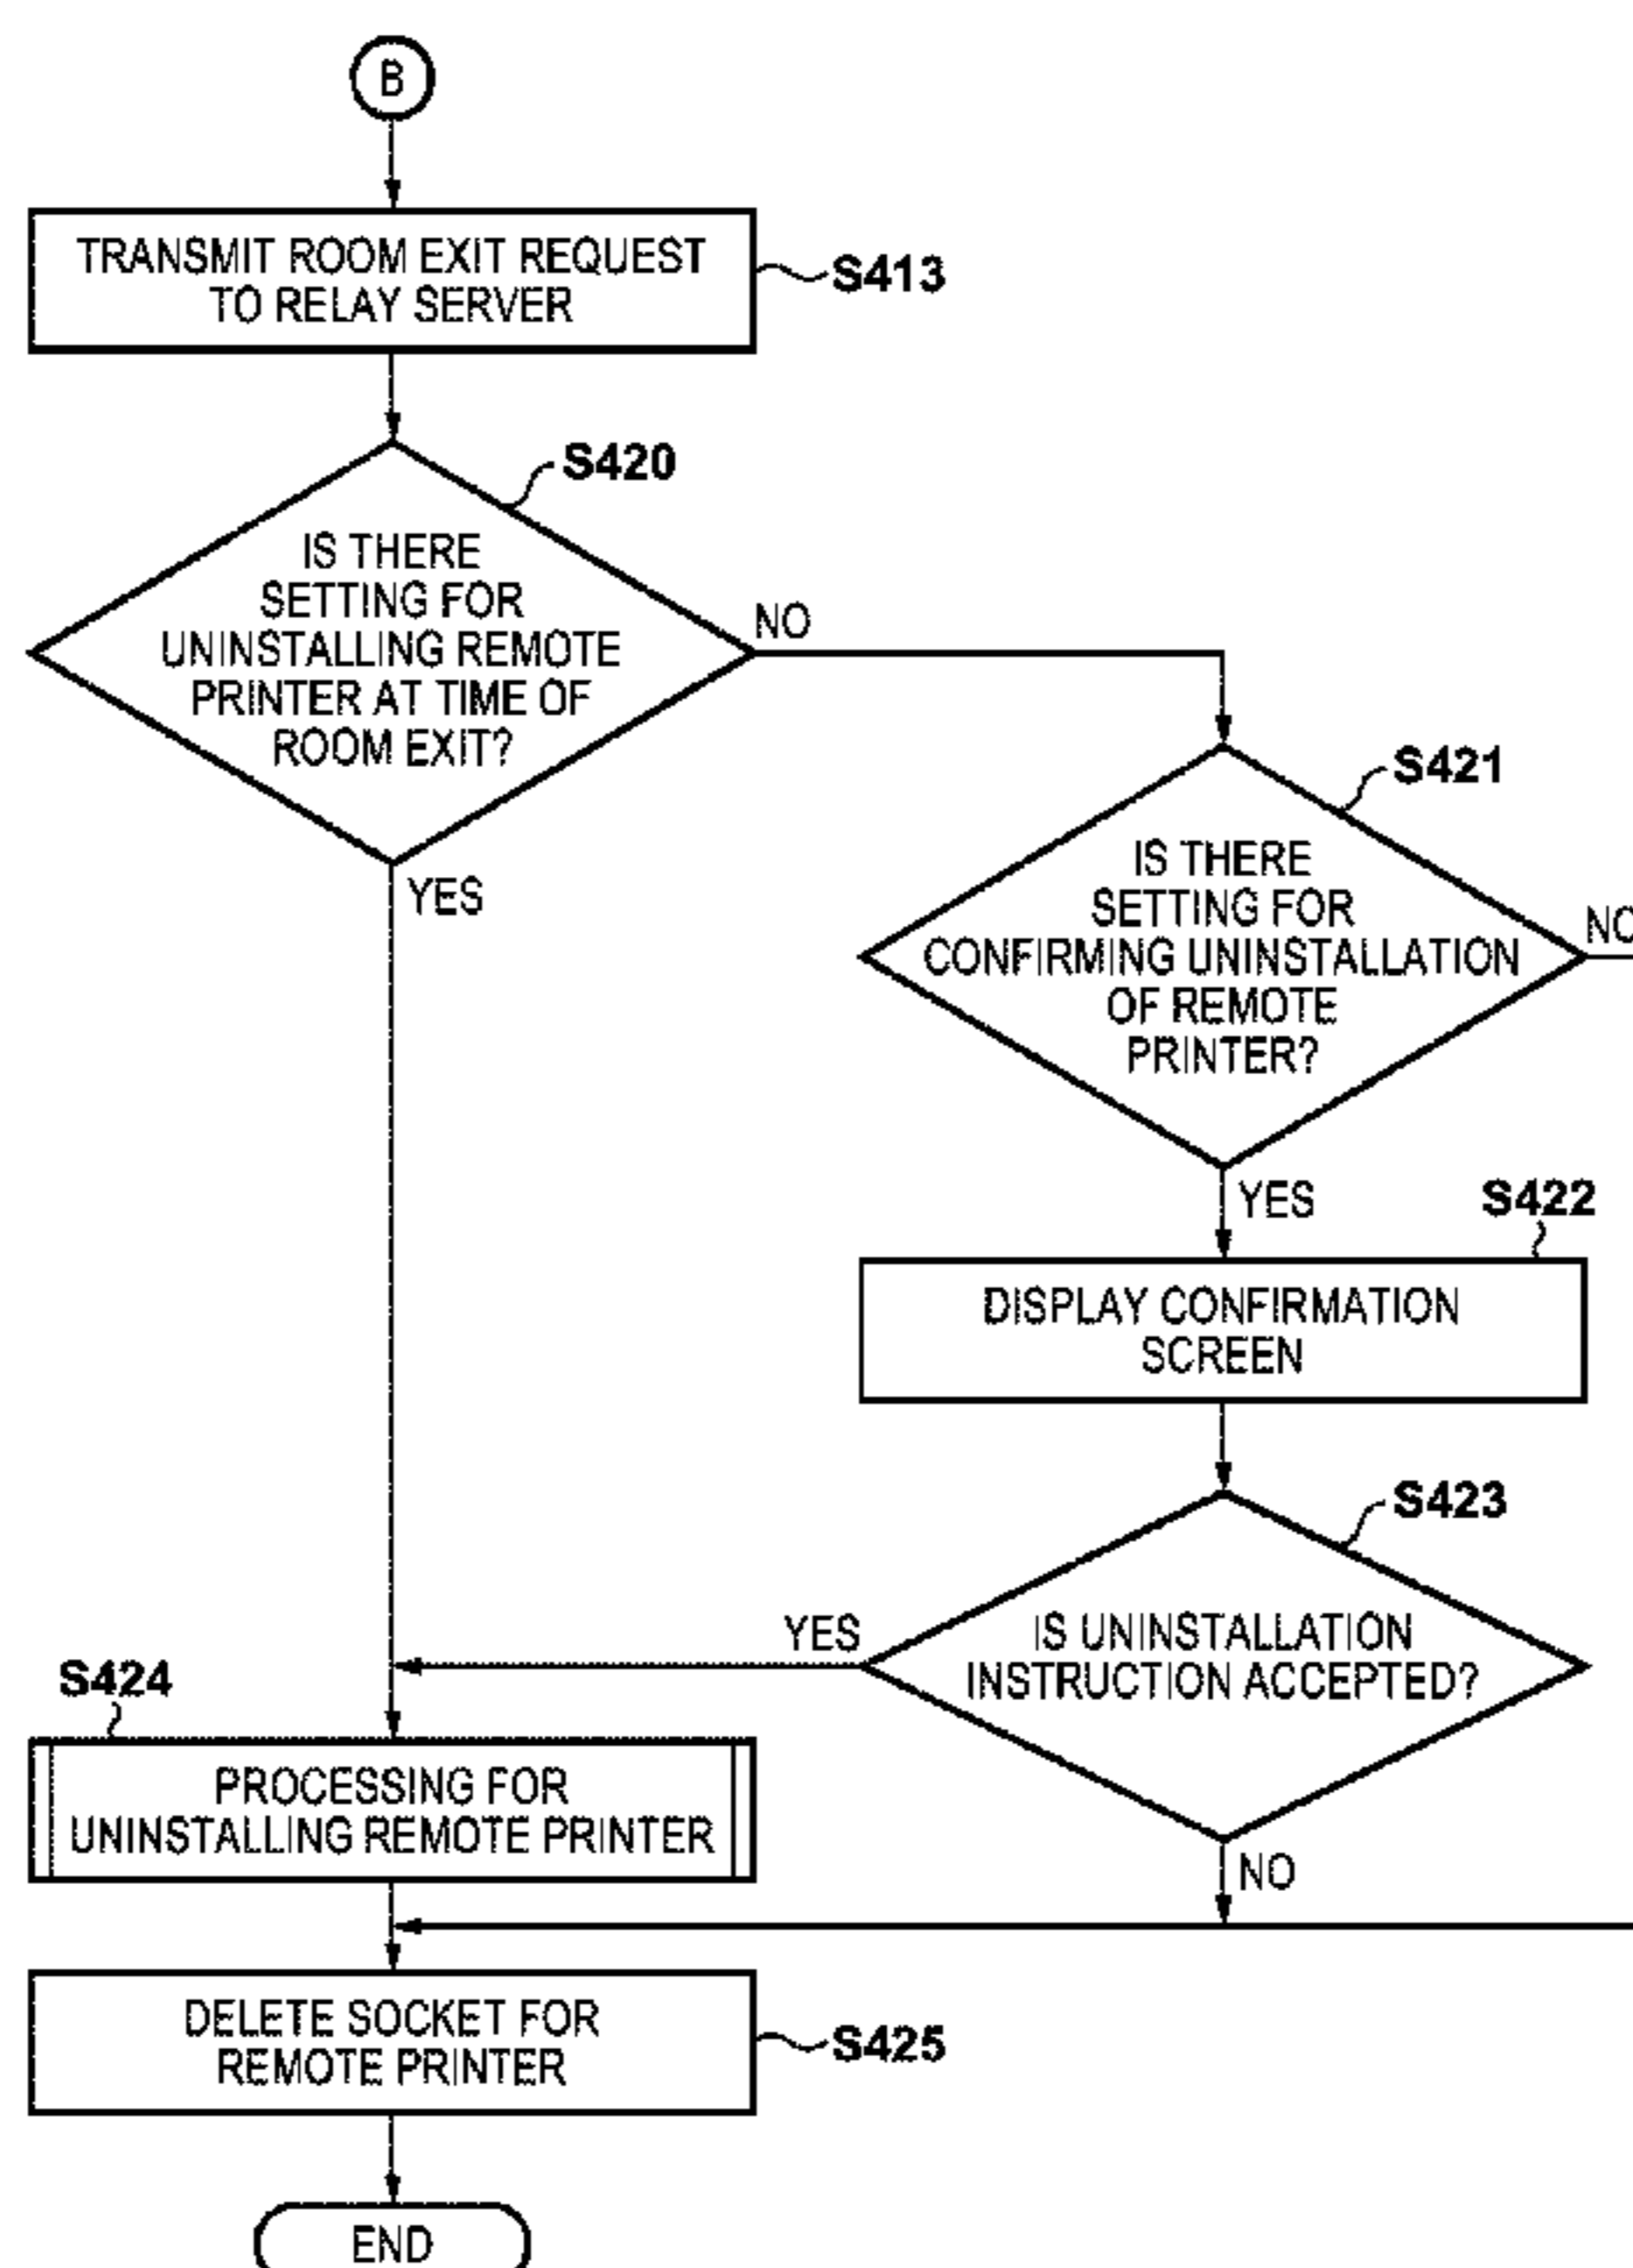 B
TRANSMIT ROOM EXIT REQUEST
TO RELAY SERVER
S413
S420
IS THERE
SETTING FOR
UNINSTALLING REMOTE
PRINTER AT TIME OF
ROOM EXIT?
NO
YES
S421
IS THERE
SETTING FOR
CONFIRMING UNINSTALLATION
OF REMOTE
PRINTER?
NO
YES
S422
DISPLAY CONFIRMATION
SCREEN
S423
IS UNINSTALLATION
INSTRUCTION ACCEPTED?
YES
NO
S424
PROCESSING FOR
UNINSTALLING REMOTE PRINTER
DELETE SOCKET FOR
REMOTE PRINTER
S425
END